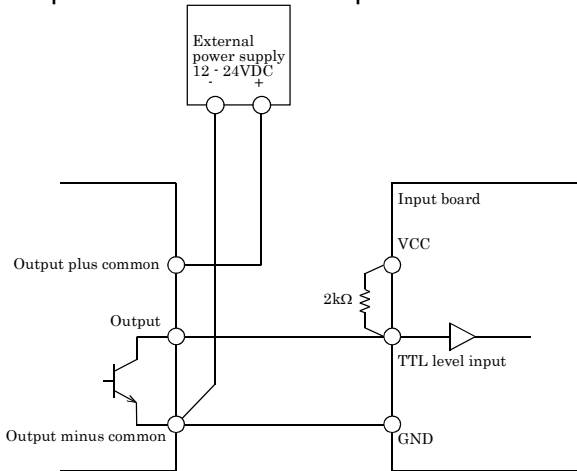 External
power supply
12 - 24VDC
- +
Input board
VCC
Output plus common
2kΩ
Output
TTL level input
Output minus common
GND